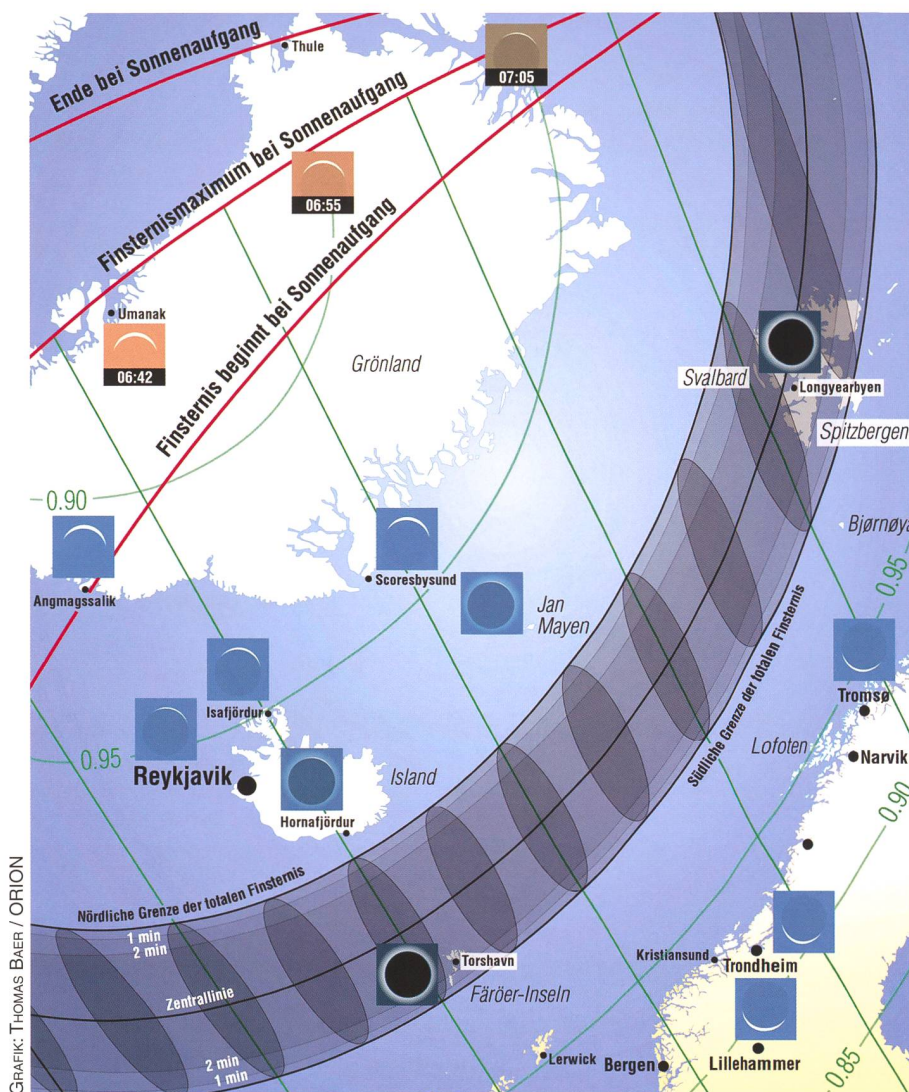 Ende bei Sonnenaufgang
Thule
07:05
Finsternismaximum bei Sonnenaufgang
06:55
Finsternis beginnt bei Sonnenaufgang
Umanak
06:42
Grönland
Svalbard
Longyearbyen
Spitzbergen
0.90
Bjørnøya
Angmagssalik
Scoresbysund
Jan
Mayen
0.95
Südliche Grenze der totalen Finsternis
Tromsø
Isafjördur
Lofoten
Narvik
0.95
Reykjavik
Island
0.90
Hornafjördur
Nördliche Grenze der totalen Finsternis
1 min
2 min
Kristiansund
Trondheim
Torshavn
Färöer-Inseln
Zentrallinie
2 min
1 min
Lerwick
Bergen
Lillehammer
0.85
GRAFIK: THOMAS BAER / ORION